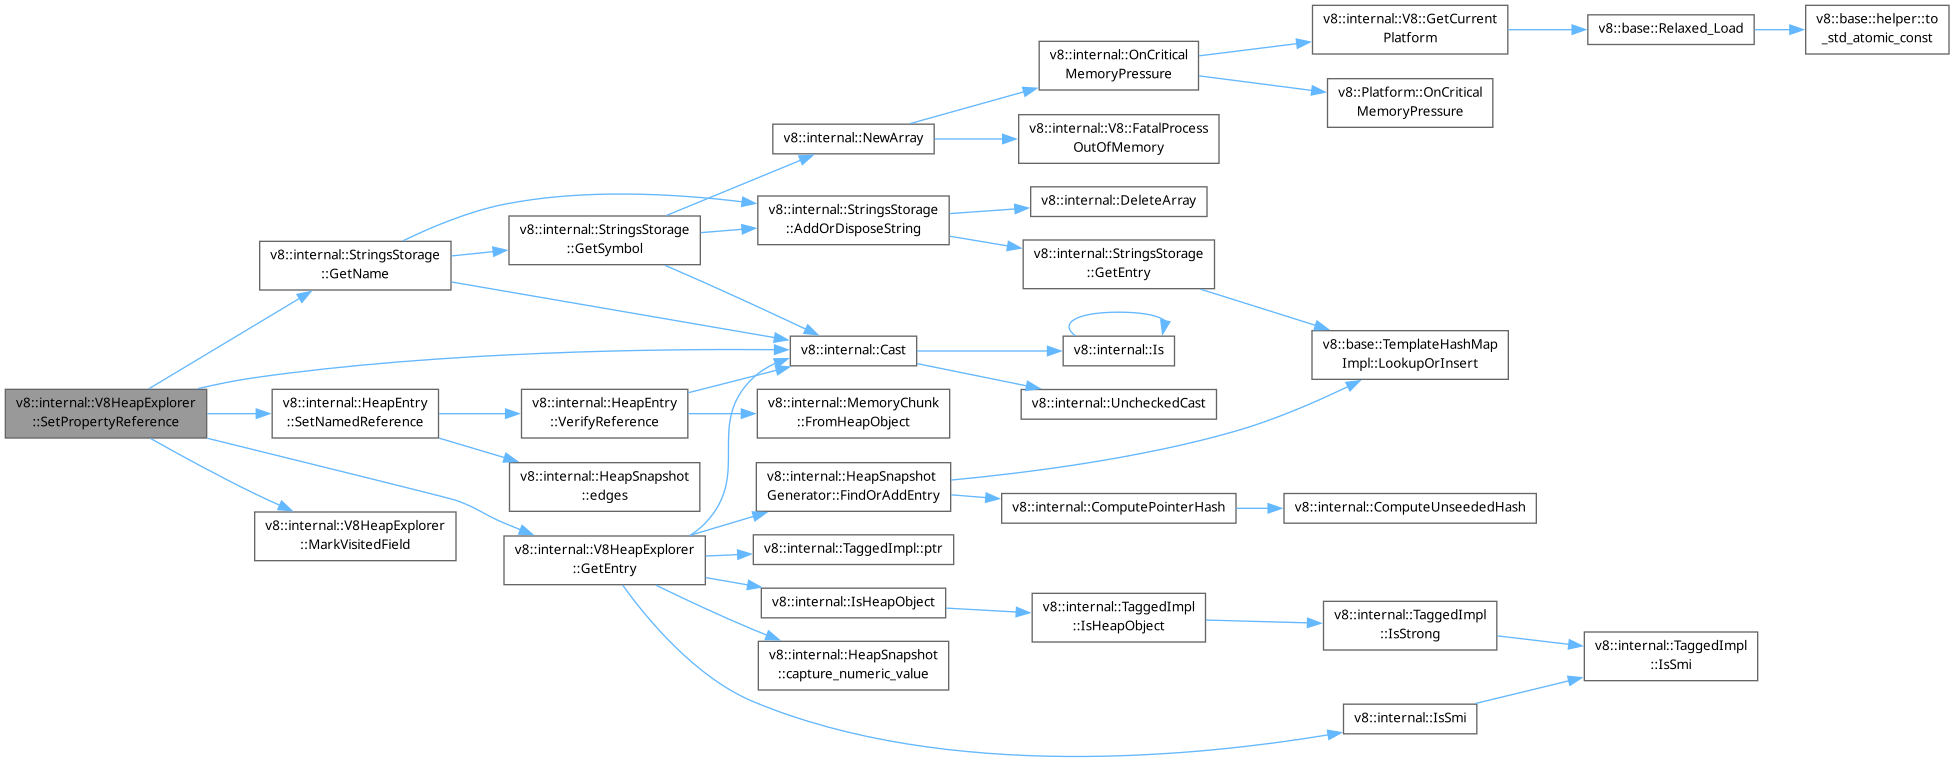 v8::internal::V8HeapExplorer
::SetPropertyReference
v8::internal::StringsStorage
::GetName
v8::internal::HeapEntry
::SetNamedReference
v8::internal::V8HeapExplorer
::MarkVisitedField
v8::internal::StringsStorage
::GetSymbol
v8::internal::HeapEntry
::VerifyReference
v8::internal::HeapSnapshot
::edges
v8::internal::V8HeapExplorer
::GetEntry
v8::internal::NewArray
v8::internal::StringsStorage
::AddOrDisposeString
v8::internal::Cast
v8::internal::MemoryChunk
::FromHeapObject
v8::internal::HeapSnapshot
Generator::FindOrAddEntry
v8::internal::TaggedImpl::ptr
v8::internal::IsHeapObject
v8::internal::HeapSnapshot
::capture_numeric_value
v8::internal::OnCritical
MemoryPressure
v8::internal::V8::FatalProcess
OutOfMemory
v8::internal::DeleteArray
v8::internal::StringsStorage
::GetEntry
v8::internal::Is
v8::internal::UncheckedCast
v8::internal::ComputePointerHash
v8::internal::TaggedImpl
::IsHeapObject
v8::internal::V8::GetCurrent
Platform
v8::Platform::OnCritical
MemoryPressure
v8::base::TemplateHashMap
Impl::LookupOrInsert
v8::internal::ComputeUnseededHash
v8::internal::TaggedImpl
::IsStrong
v8::internal::IsSmi
v8::base::Relaxed_Load
v8::internal::TaggedImpl
::IsSmi
v8::base::helper::to
_std_atomic_const